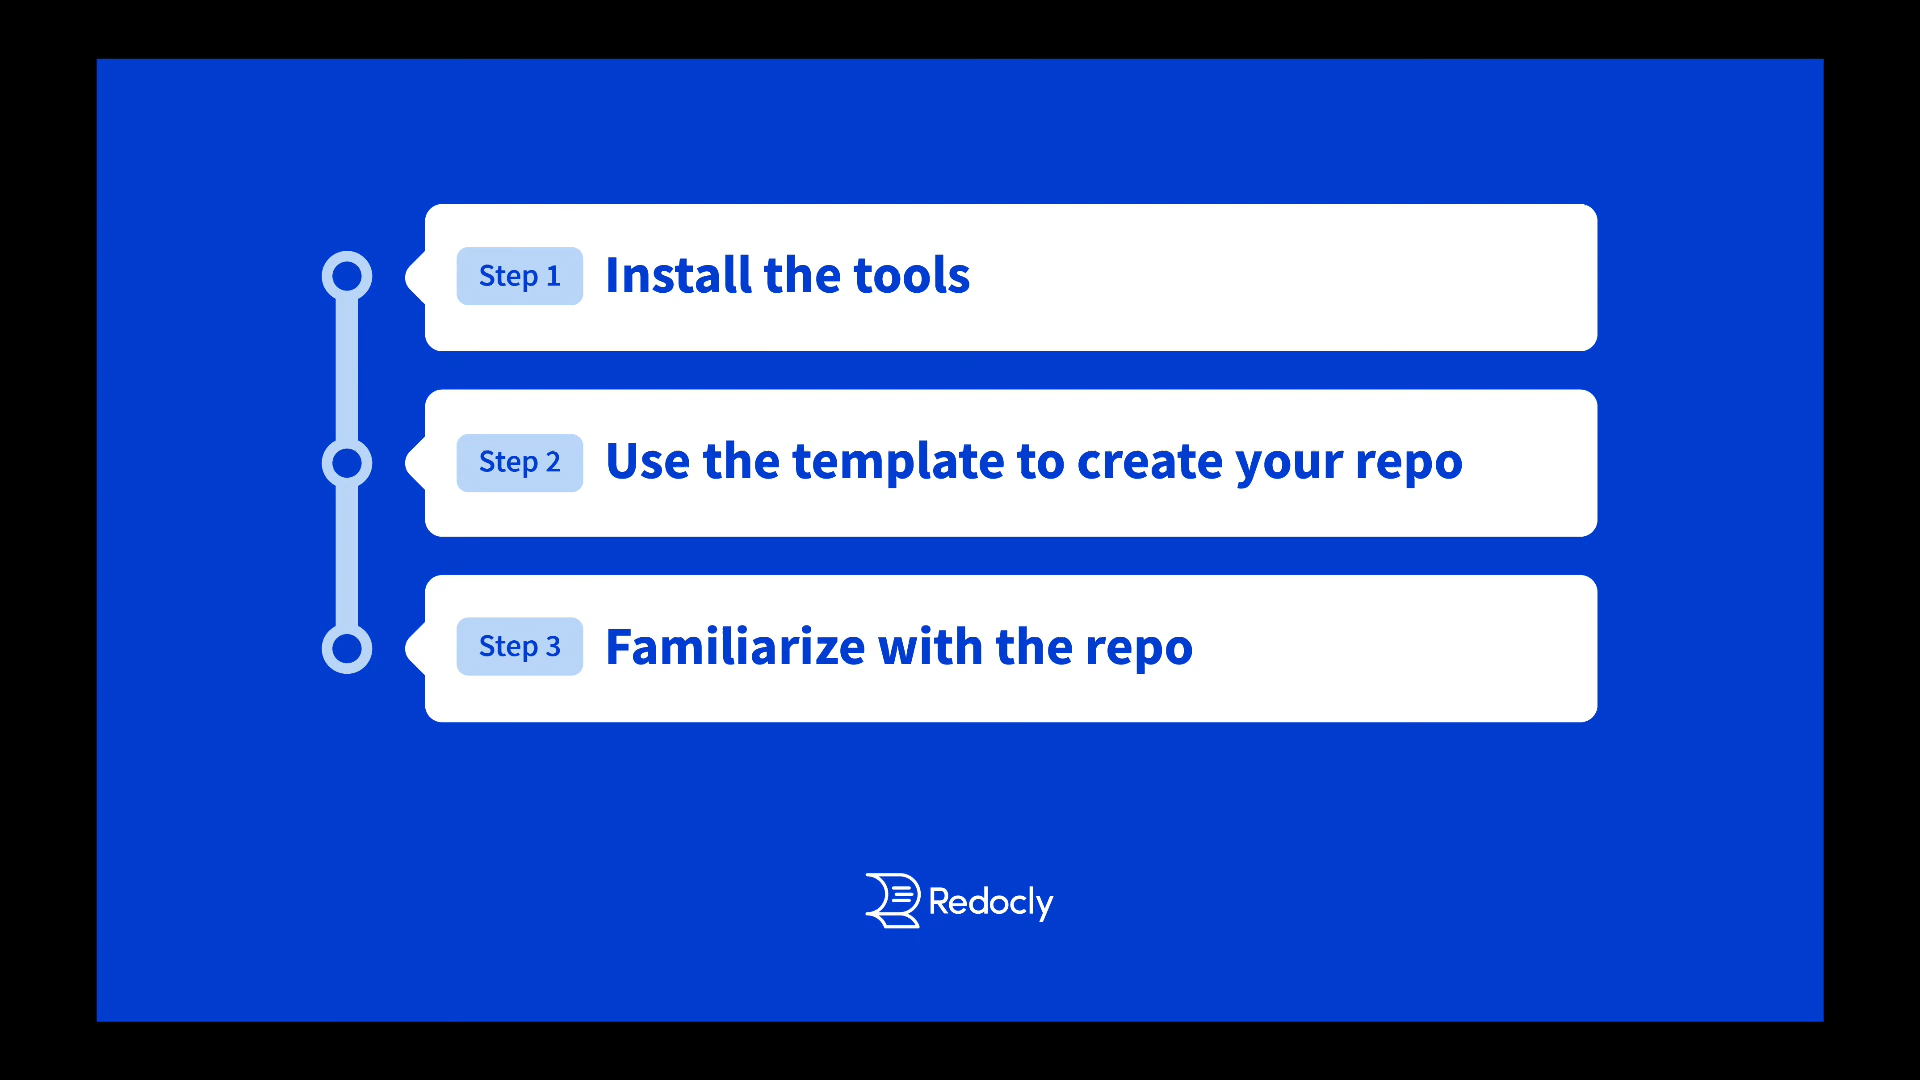 Step 1 Install the tools
Step 2 Use the template to create your repo
Step 3 Familiarize with the repo
Redocly